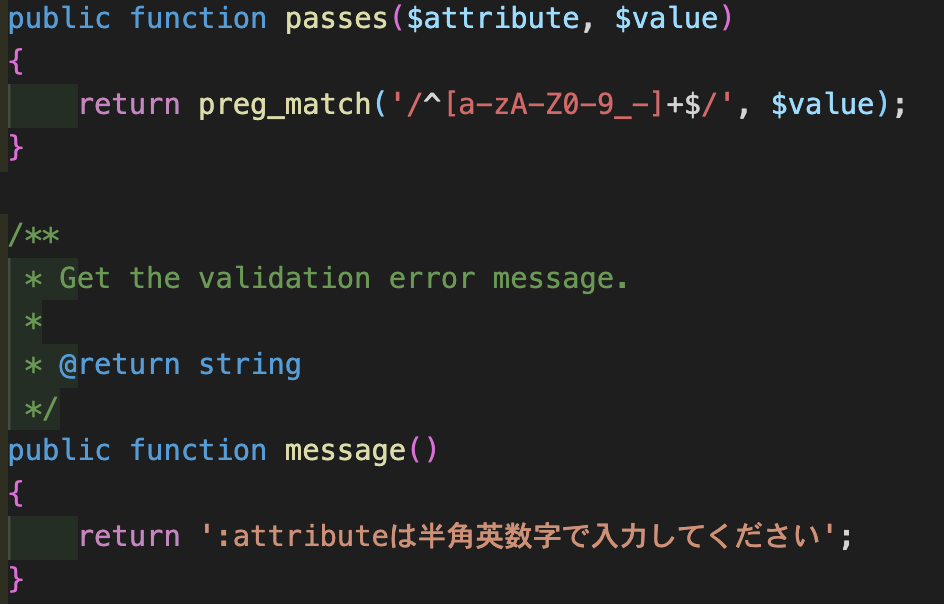 public function passes($attribute, $value)
{
    return preg_match('/^[a-zA-Z0-9_-]+$/', $value);
}

/**
 * Get the validation error message.
 *
 * @return string
 */
public function message()
{
    return ':attributeは半角英数字で入力してください';
}